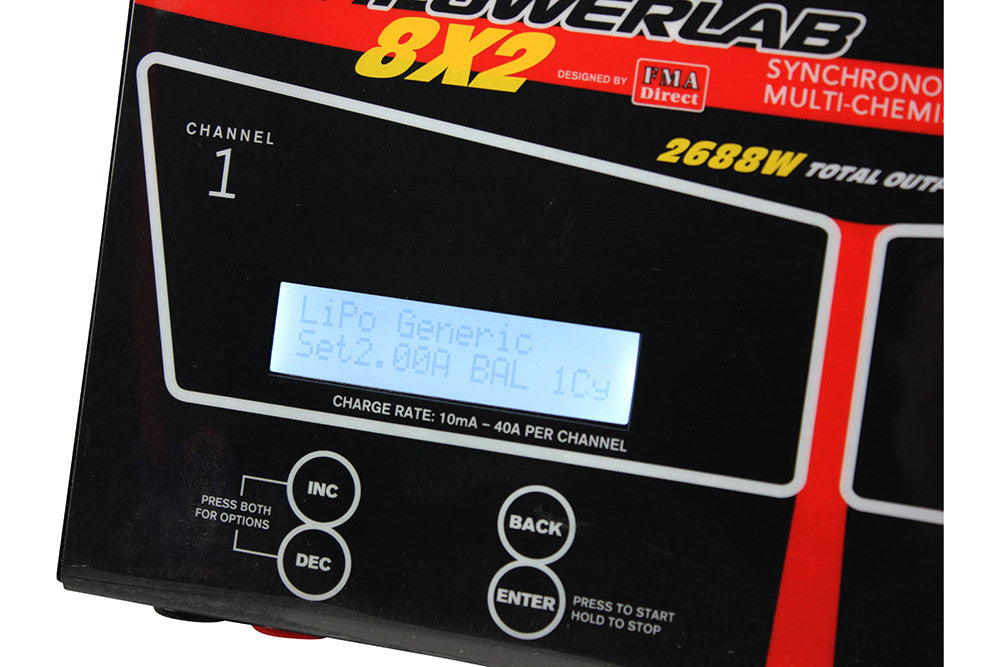 POWERLAB
8X2
DESIGNED BY FMA Direct
SYNCHRONO
MULTI-CHEMIS
2688W TOTAL OUTP
CHANNEL
1
LiPo Generic
Set2.00A BAL 1Cy
CHARGE RATE: 10mA – 40A PER CHANNEL
INC
PRESS BOTH
FOR OPTIONS
DEC
BACK
ENTER
PRESS TO START
HOLD TO STOP